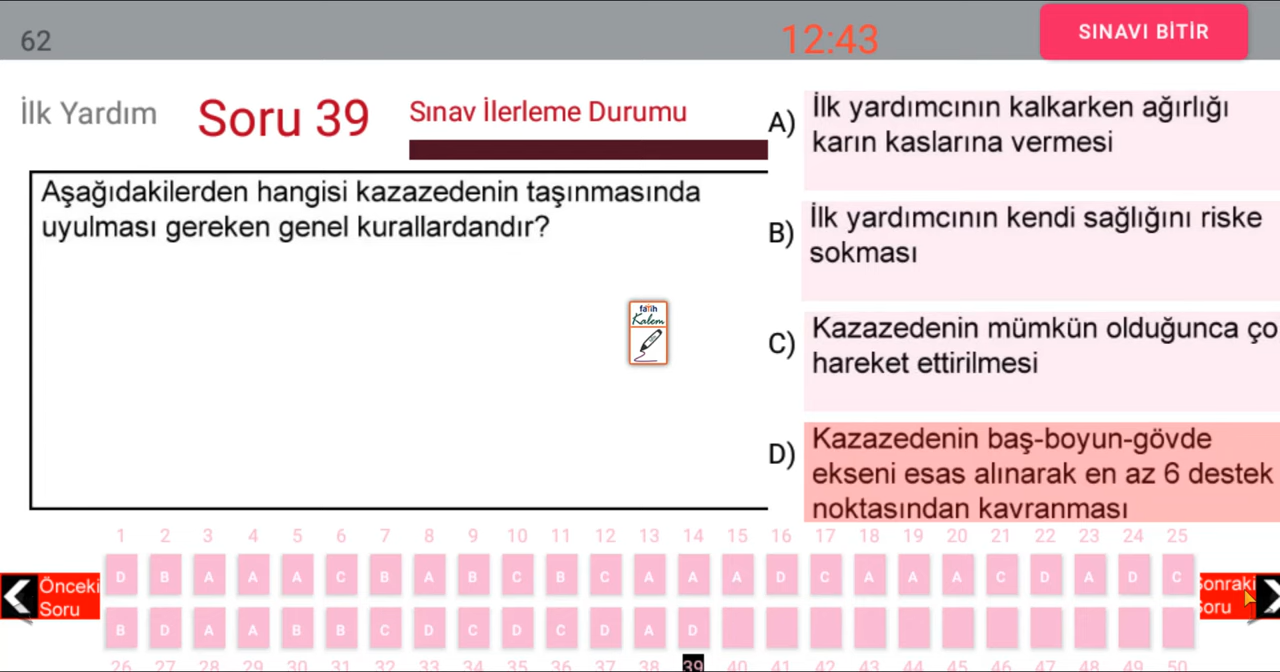 62
12:43
SINAVI BİTİR
İlk Yardım
Soru 39
Sınav İlerleme Durumu
Aşağıdakilerden hangisi kazazedenin taşınmasında
uyulması gereken genel kurallardandır?
fatih
Kalem
A)
İlk yardımcının kalkarken ağırlığı
karın kaslarına vermesi
B)
İlk yardımcının kendi sağlığını riske
sokması
C)
Kazazedenin mümkün olduğunca ço
hareket ettirilmesi
D)
Kazazedenin baş-boyun-gövde
ekseni esas alınarak en az 6 destek
noktasından kavranması
1 2 3 4 5 6 7 8 9 10 11 12 13 14 15 16 17 18 19 20 21 22 23 24 25
D B A A A C B A B C B C A A A D C A A A C D A D C
Önceki
Soru
Sonraki
Soru
B D A A B B C D C D C D A D
26 27 28 29 30 31 32 33 34 35 36 37 38 39 40 41 42 43 44 45 46 47 48 49 50